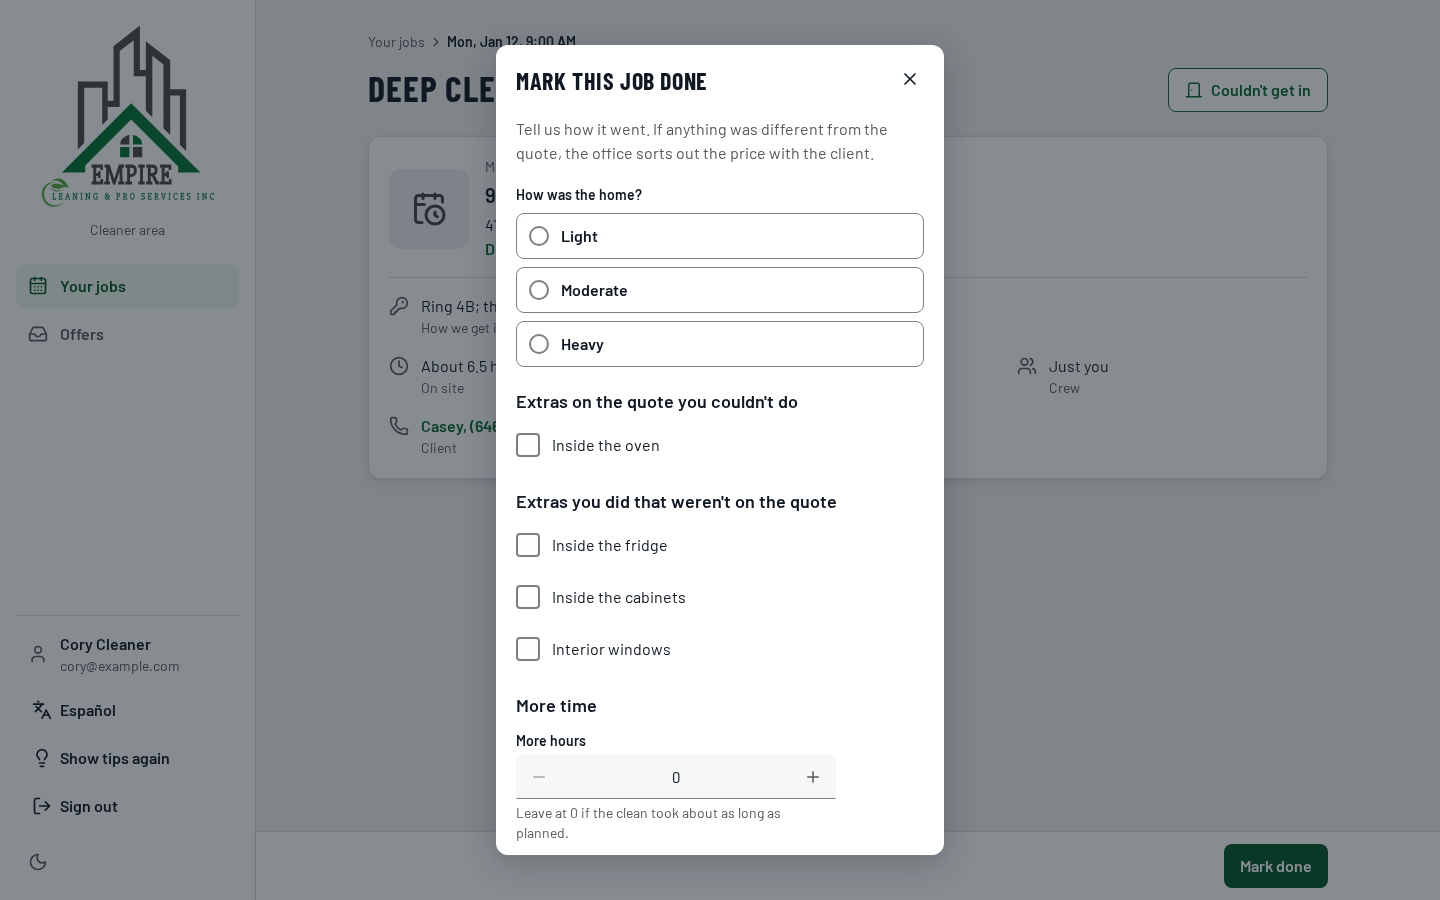 EMPIRE
LEANING & PRO SERVICES INC
Cleaner area
Your jobs
Offers
Cory Cleaner
cory@example.com
Español
Show tips again
Sign out
Your jobs > Mon, Jan 12, 9:00 AM
DEEP CLE
Couldn't get in
Ring 4B; th
How we get i
About 6.5 h
On site
Just you
Crew
Casey, (646
Client
MARK THIS JOB DONE
Tell us how it went. If anything was different from the
quote, the office sorts out the price with the client.
How was the home?
Light
Moderate
Heavy
Extras on the quote you couldn't do
Inside the oven
Extras you did that weren't on the quote
Inside the fridge
Inside the cabinets
Interior windows
More time
More hours
0
Leave at 0 if the clean took about as long as
planned.
Mark done